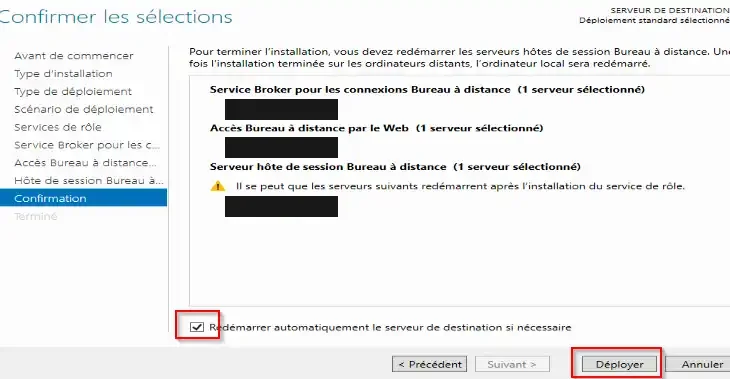 Confirmer les sélections
SERVEUR DE DESTINATION
Déploiement standard sélectionné
Avant de commencer
Type d'installation
Type de déploiement
Scénario de déploiement
Services de rôle
Service Broker pour les c...
Accès Bureau à distance...
Hôte de session Bureau à...
Confirmation
Terminé
Pour terminer l'installation, vous devez redémarrer les serveurs hôtes de session Bureau à distance. Une
fois l'installation terminée sur les ordinateurs distants, l'ordinateur local sera redémarré.
Service Broker pour les connexions Bureau à distance (1 serveur sélectionné)
Accès Bureau à distance par le Web (1 serveur sélectionné)
Serveur hôte de session Bureau à distance (1 serveur sélectionné)
Il se peut que les serveurs suivants redémarrent après l'installation du service de rôle.
Redémarrer automatiquement le serveur de destination si nécessaire
< Précédent
Suivant >
Déployer
Annuler